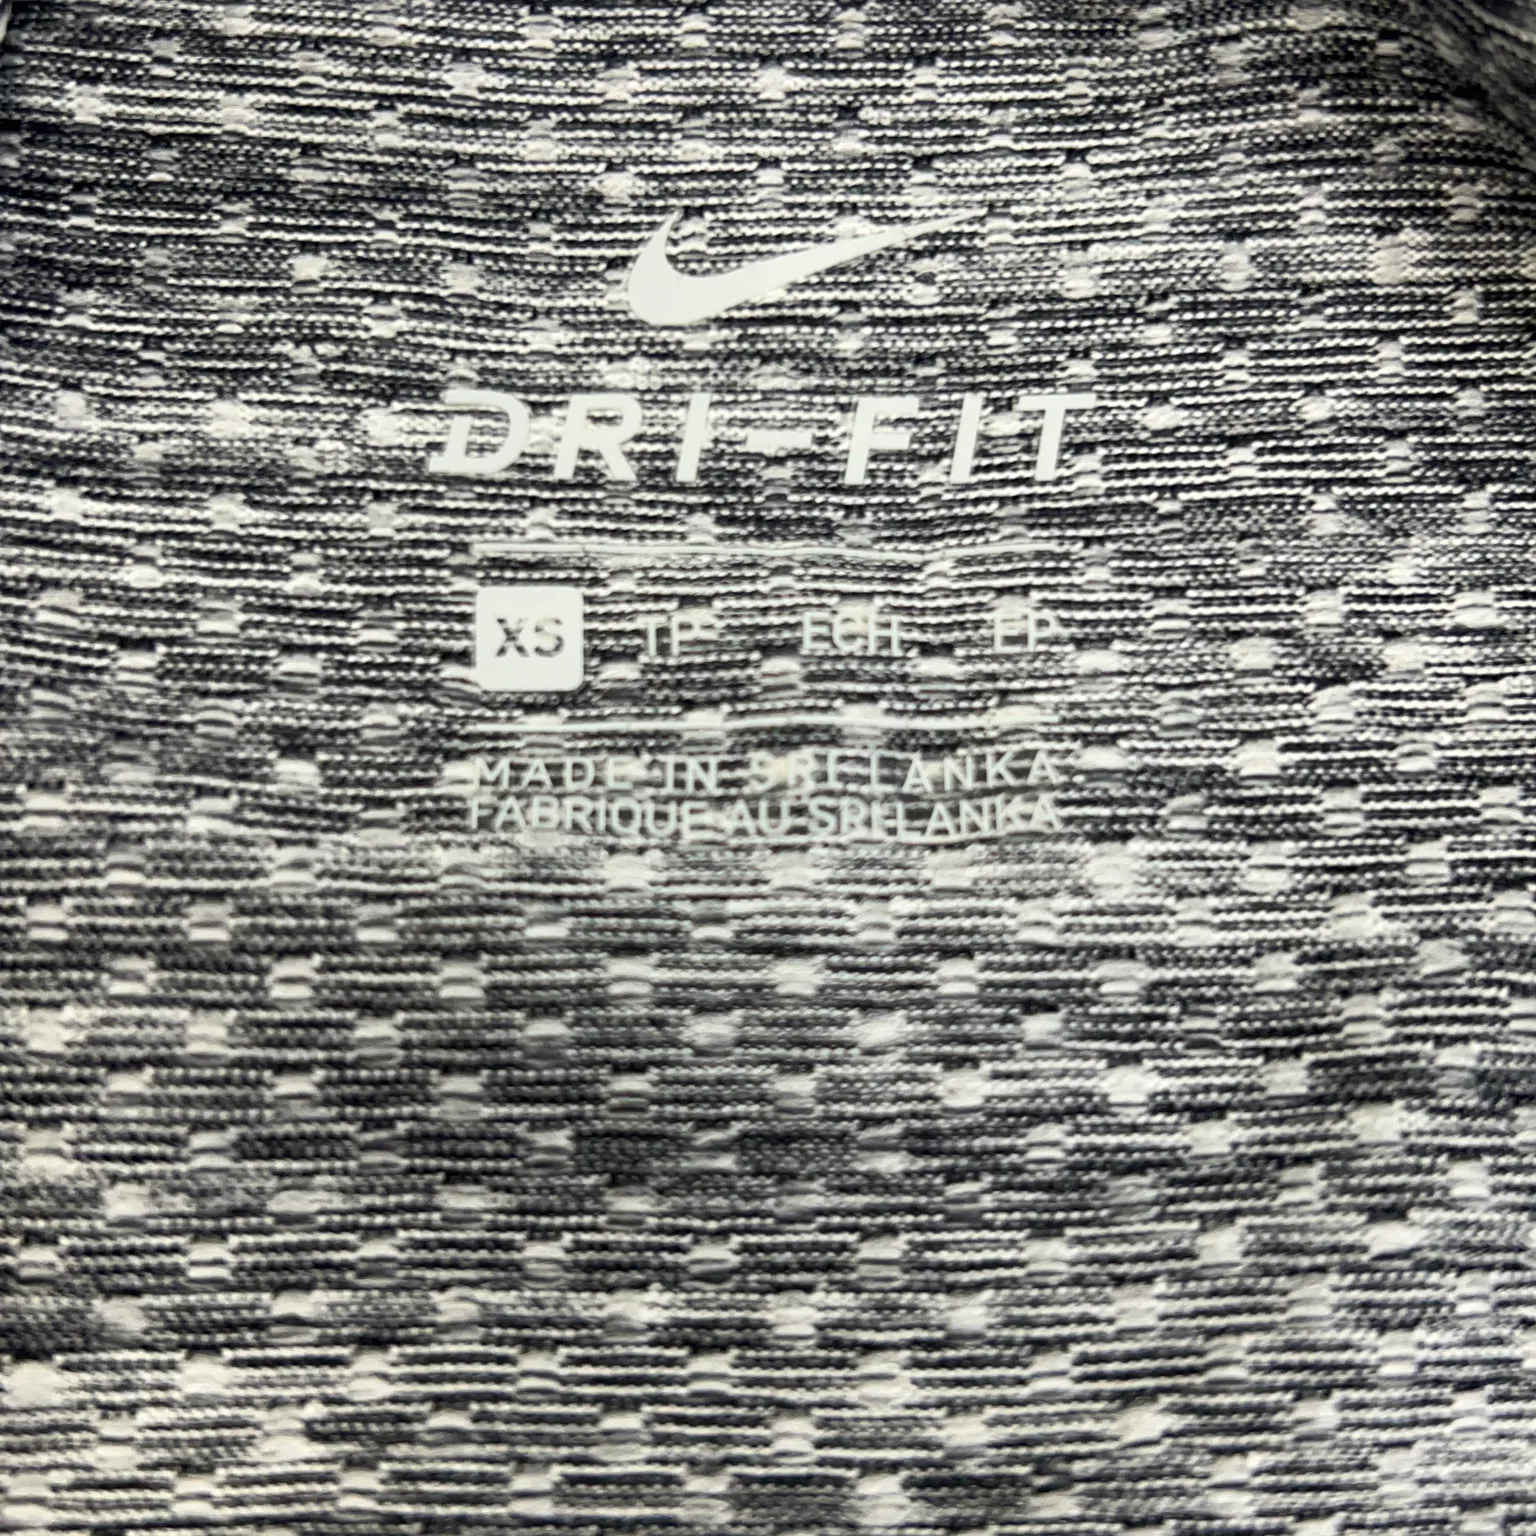 DRI-FIT
XS TP ECH EP
MADE IN SRI LANKA
FABRIQUE AU SRI LANKA